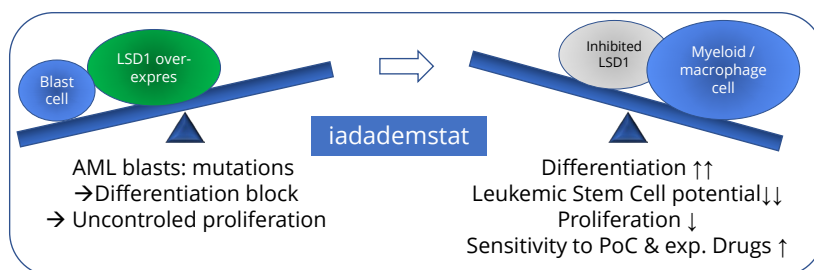 Blast
cell
LSD1 over-
expres
Inhibited
LSD1
Myeloid /
macrophage
cell
iadademstat
AML blasts: mutations
→Differentiation block
→ Uncontroled proliferation
Differentiation ↑↑
Leukemic Stem Cell potential↓↓
Proliferation ↓
Sensitivity to PoC & exp. Drugs ↑